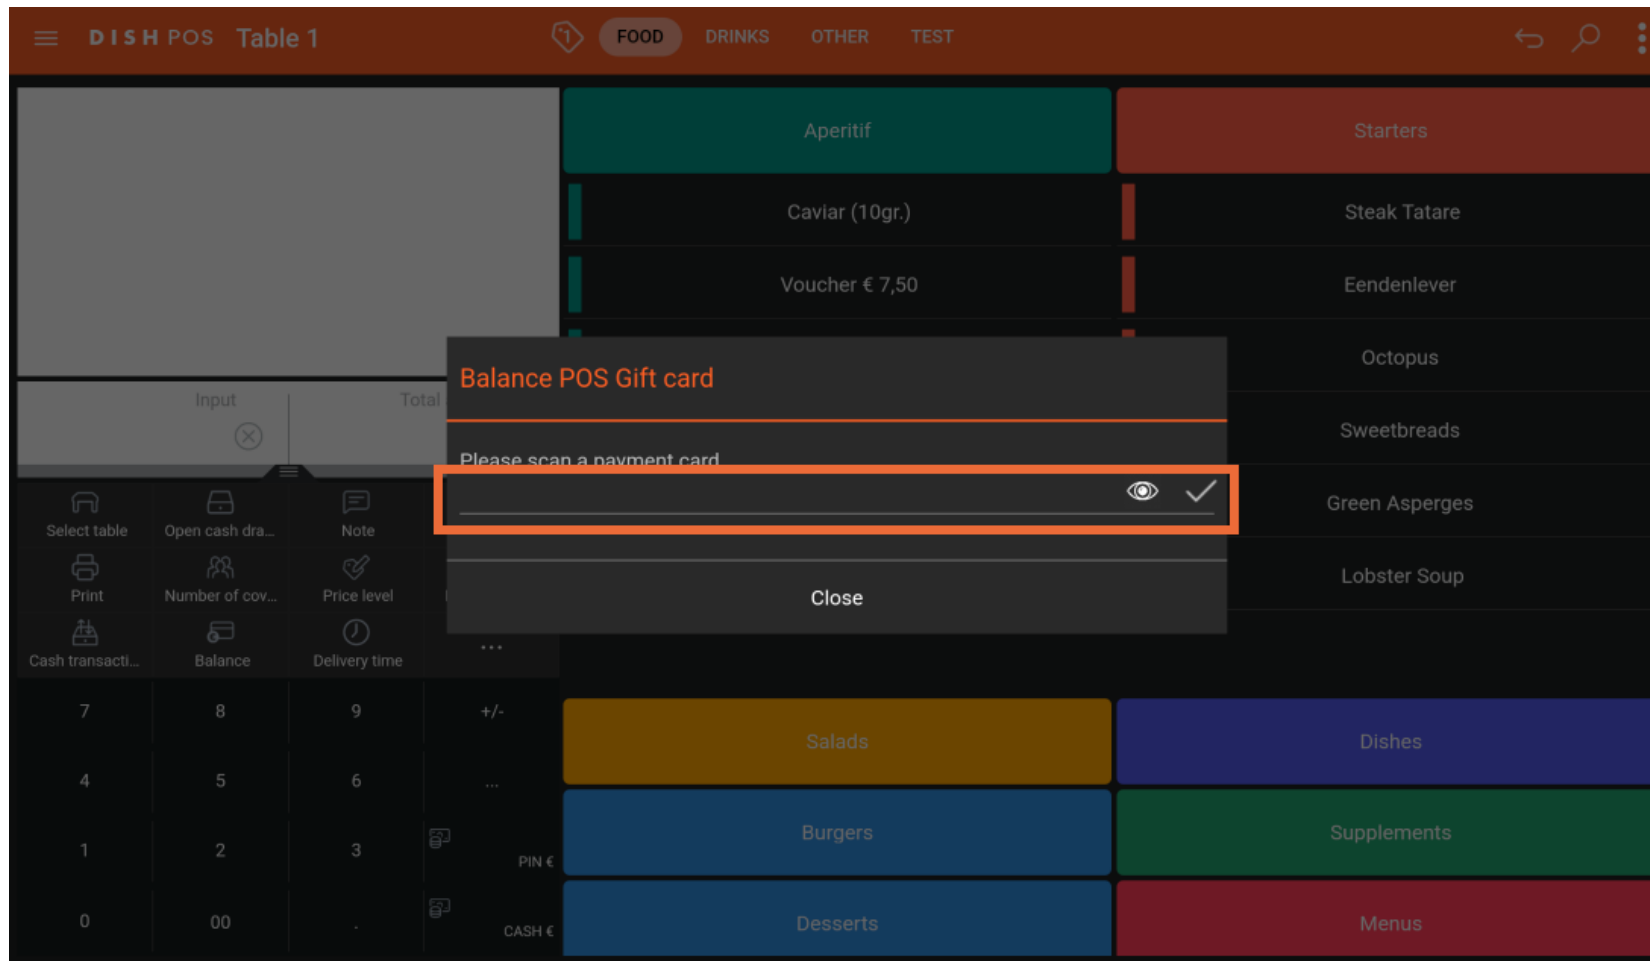 DISH POS Table 1
1
FOOD
DRINKS
OTHER
TEST
Aperitif
Starters
Caviar (10gr.)
Steak Tatare
Voucher € 7,50
Eendenlever
Octopus
Sweetbreads
Green Asperges
Lobster Soup
Input
Total
Balance POS Gift card
Please scan a payment card
Close
Select table
Open cash dra...
Note
Print
Number of cov...
Price level
Cash transacti...
Balance
Delivery time
...
7
8
9
+/-
4
5
6
...
1
2
3
PIN €
0
00
.
CASH €
Salads
Dishes
Burgers
Supplements
Desserts
Menus